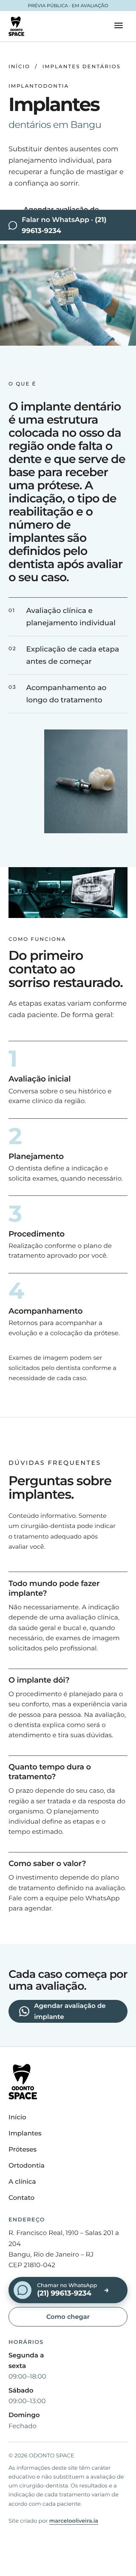 PRÉVIA PÚBLICA · EM AVALIAÇÃO
ODONTO
SPACE
INÍCIO / IMPLANTES DENTÁRIOS
IMPLANTODONTIA
Implantes
dentários em Bangu
Substituir dentes ausentes com
planejamento individual, para
recuperar a função de mastigar e
a confiança ao sorrir.
Agendar avaliação de
Falar no WhatsApp · (21)
99613-9234
O QUE É
O implante dentário
é uma estrutura
colocada no osso da
região onde falta o
dente e que serve de
base para receber
uma prótese. A
indicação, o tipo de
reabilitação e o
número de
implantes são
definidos pelo
dentista após avaliar
o seu caso.
01 Avaliação clínica e
planejamento individual
02 Explicação de cada etapa
antes de começar
03 Acompanhamento ao
longo do tratamento
COMO FUNCIONA
Do primeiro
contato ao
sorriso restaurado.
As etapas exatas variam conforme
cada paciente. De forma geral:
1
Avaliação inicial
Conversa sobre o seu histórico e
exame clínico da região.
2
Planejamento
O dentista define a indicação e
solicita exames, quando necessário.
3
Procedimento
Realização conforme o plano de
tratamento aprovado por você.
4
Acompanhamento
Retornos para acompanhar a
evolução e a colocação da prótese.
Exames de imagem podem ser
solicitados pelo dentista conforme a
necessidade de cada caso.
DÚVIDAS FREQUENTES
Perguntas sobre
implantes.
Conteúdo informativo. Somente
um cirurgião-dentista pode indicar
o tratamento adequado após
avaliar você.
Todo mundo pode fazer
implante?
Não necessariamente. A indicação
depende de uma avaliação clínica,
da saúde geral e bucal e, quando
necessário, de exames de imagem
solicitados pelo profissional.
O implante dói?
O procedimento é planejado para o
seu conforto, mas a experiência varia
de pessoa para pessoa. Na avaliação,
o dentista explica como será o
atendimento e tira suas dúvidas.
Quanto tempo dura o
tratamento?
O prazo depende do seu caso, da
região a ser tratada e da resposta do
organismo. O planejamento
individual define as etapas e o
tempo estimado.
Como saber o valor?
O investimento depende do plano
de tratamento definido na avaliação.
Fale com a equipe pelo WhatsApp
para agendar.
Cada caso começa por
uma avaliação.
Agendar avaliação de
implante
ODONTO
SPACE
Início
Implantes
Próteses
Ortodontia
A clínica
Contato
ENDEREÇO
R. Francisco Real, 1910 – Salas 201 a
204
Bangu, Rio de Janeiro – RJ
CEP 21810-042
Chamar no WhatsApp
(21) 99613-9234 →
Como chegar
HORÁRIOS
Segunda a
sexta
09:00–18:00
Sábado
09:00–13:00
Domingo
Fechado
© 2026 ODONTO SPACE
As informações deste site têm caráter
educativo e não substituem a avaliação de
um cirurgião-dentista. Os resultados e a
indicação de cada tratamento variam de
acordo com cada paciente.
Site criado por marcelooliveira.ia